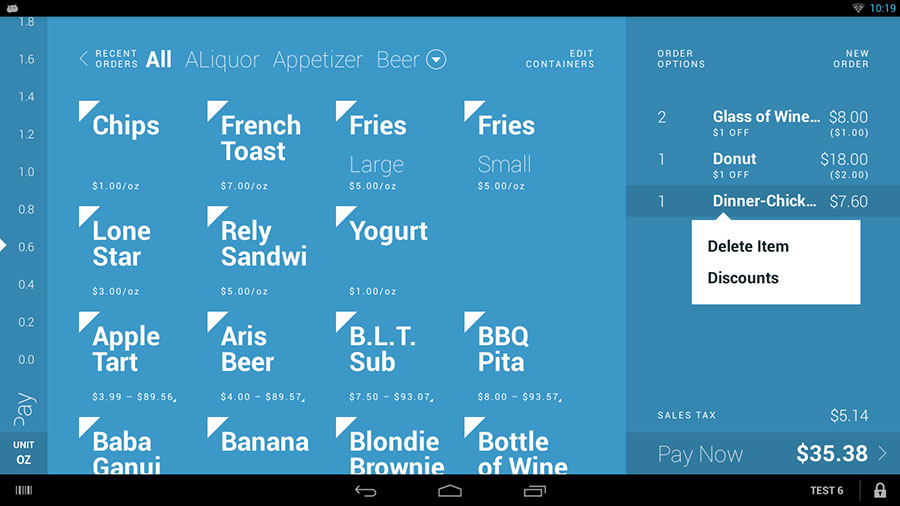 10:19
1.8
1.6
1.4
1.2
1.0
0.8
0.6
0.4
0.2
0.0
Pay
UNIT
OZ
RECENT
ORDERS
All ALiquor Appetizer Beer
EDIT
CONTAINERS
Chips
$1.00/oz
French
Toast
$7.00/oz
Fries
Large
$5.00/oz
Fries
Small
$5.00/oz
Lone
Star
$3.00/oz
Rely
Sandwi
$5.00/oz
Yogurt
$1.00/oz
Apple
Tart
$3.99 – $89.56
Aris
Beer
$4.00 – $89.57
B.L.T.
Sub
$7.50 – $93.07
BBQ
Pita
$8.00 – $93.57
Baba
Ganui
Banana
Blondie
Brownie
Bottle
of Wine
ORDER
OPTIONS
NEW
ORDER
2 Glass of Wine... $8.00
$1 OFF ($1.00)
1 Donut $18.00
$1 OFF ($2.00)
1 Dinner-Chick... $7.60
Delete Item
Discounts
SALES TAX $5.14
Pay Now $35.38
TEST 6